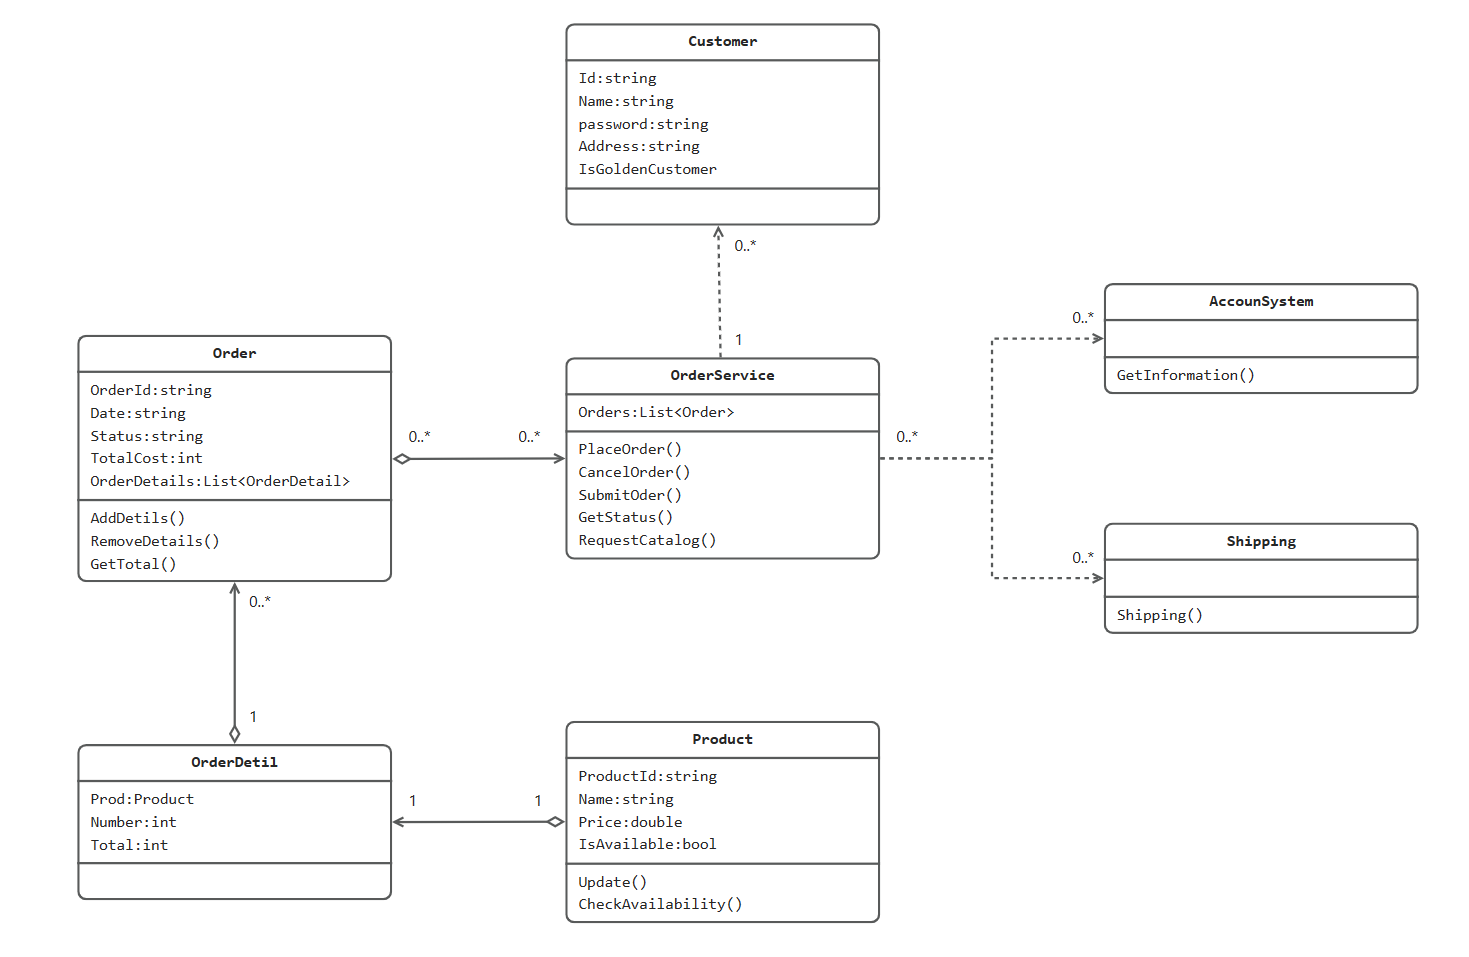 Customer
Id:string
Name:string
password:string
Address:string
IsGoldenCustomer
0..*
1
AccounSystem
0..*
GetInformation()
Order
OrderId:string
Date:string
Status:string
TotalCost:int
OrderDetails:List<OrderDetail>
AddDetils()
RemoveDetails()
GetTotal()
0..*
0..*
OrderService
Orders:List<Order>
PlaceOrder()
CancelOrder()
SubmitOder()
GetStatus()
RequestCatalog()
0..*
Shipping
0..*
Shipping()
0..*
1
OrderDetil
Prod:Product
Number:int
Total:int
1
1
Product
ProductId:string
Name:string
Price:double
IsAvailable:bool
Update()
CheckAvailability()